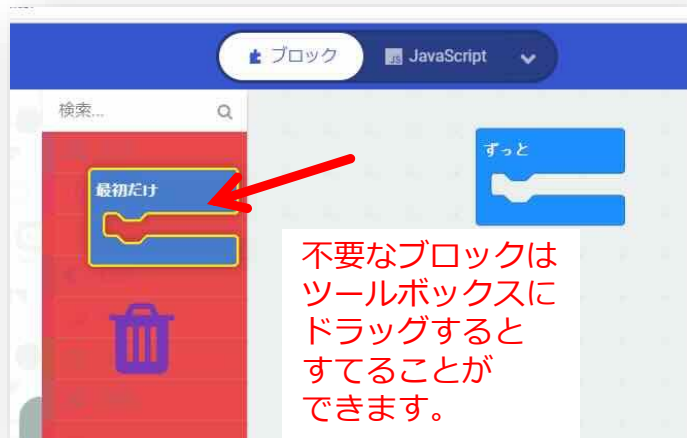 ブロック
JavaScript
検索...
ずっと
最初だけ
不要なブロックは
ツールボックスに
ドラッグすると
すてることが
できます。